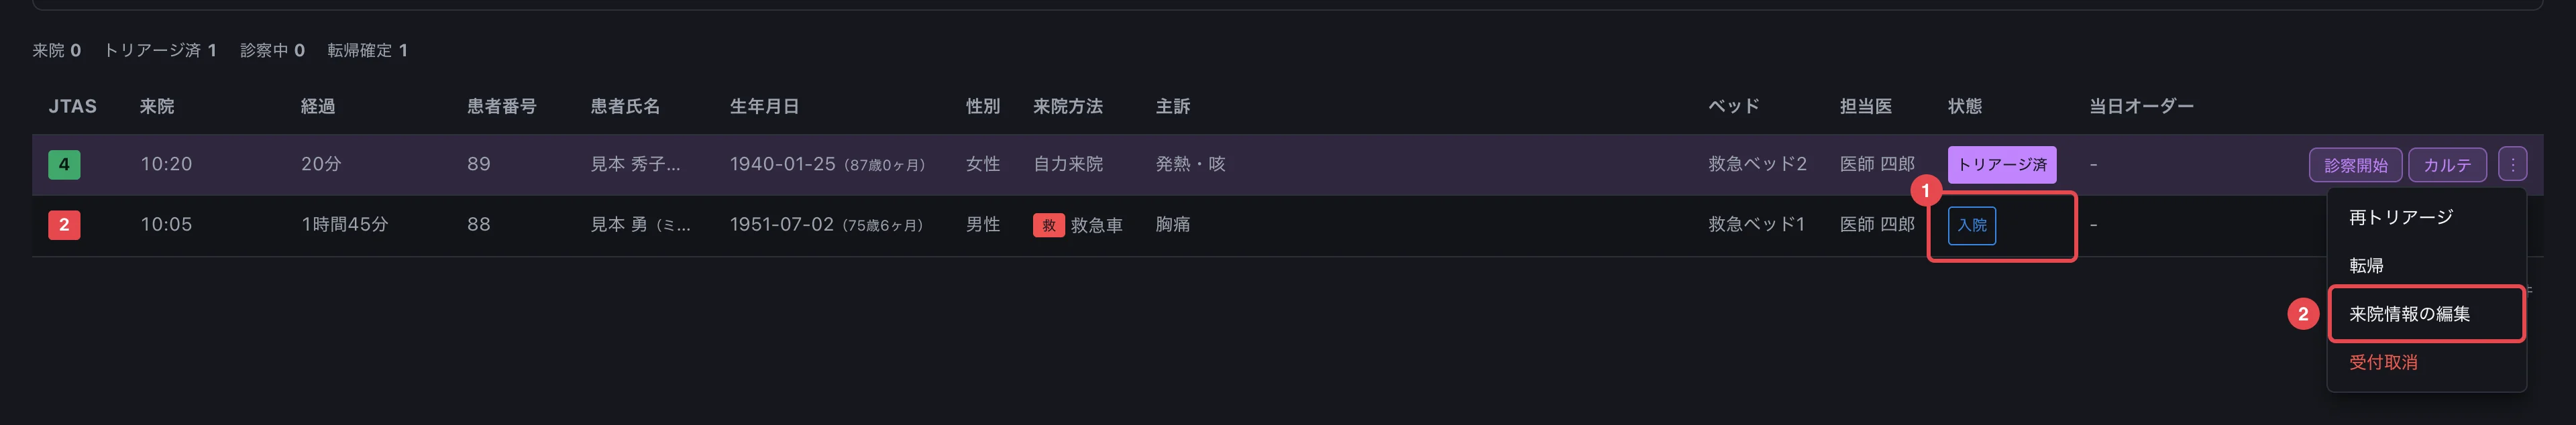 来院 0 トリアージ済 1 診察中 0 転帰確定 1
JTAS 来院 経過 患者番号 患者氏名 生年月日 性別 来院方法 主訴 ベッド 担当医 状態 当日オーダー
4 10:20 20分 89 見本 秀子... 1940-01-25 (87歳0ヶ月) 女性 自力来院 発熱・咳 救急ベッド2 医師 四郎 トリアージ済 - 診察開始 カルテ ⋮
1
2 10:05 1時間45分 88 見本 勇 (ミ... 1951-07-02 (75歳6ヶ月) 男性 救 救急車 胸痛 救急ベッド1 医師 四郎 入院 -
再トリアージ
転帰
2 来院情報の編集
受付取消